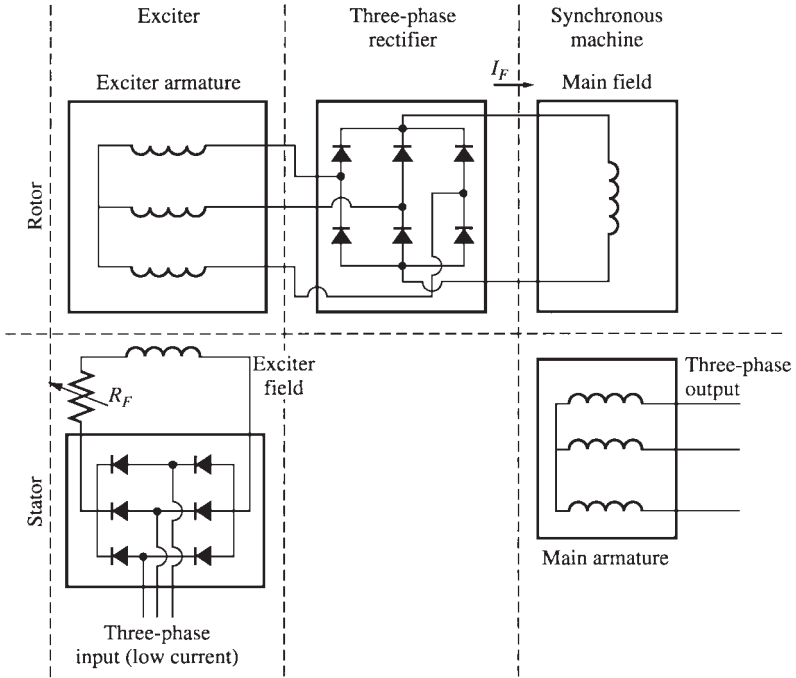 Exciter
Three-phase
rectifier
Synchronous
machine
Exciter armature
I_F
Main field
Rotor
Exciter
field
R_F
Stator
Three-phase
input (low current)
Three-phase
output
Main armature